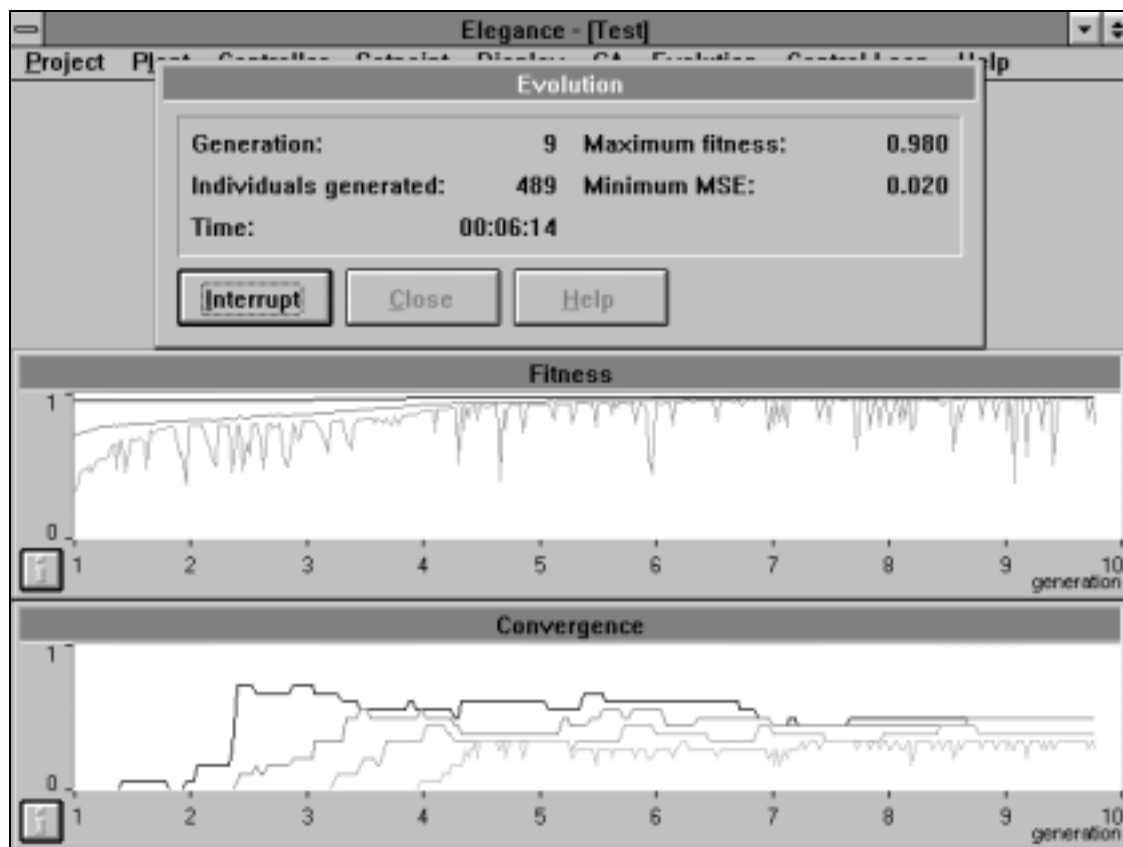 Elegance - [Test]
Project
Help
Evolution
Generation: 9 Maximum fitness: 0.980
Individuals generated: 489 Minimum MSE: 0.020
Time: 00:06:14
Interrupt Close Help
Fitness
1
0
1 2 3 4 5 6 7 8 9 10
generation
Convergence
1
0
1 2 3 4 5 6 7 8 9 10
generation